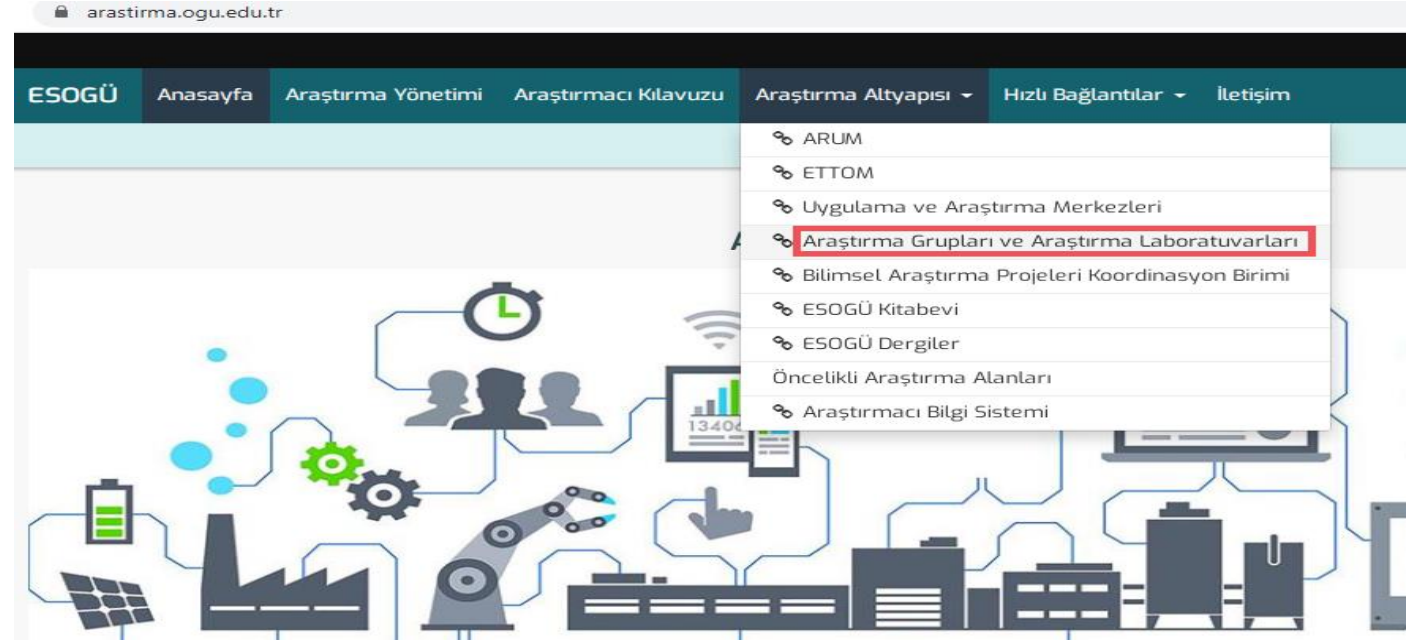 arastirma.ogu.edu.tr
ESOGÜ Anasayfa Araştırma Yönetimi Araştırmacı Kılavuzu Araştırma Altyapısı Hızlı Bağlantılar İletişim
ARUM
ETTOM
Uygulama ve Araştırma Merkezleri
Araştırma Grupları ve Araştırma Laboratuvarları
Bilimsel Araştırma Projeleri Koordinasyon Birimi
ESOGÜ Kitabevi
ESOGÜ Dergiler
Öncelikli Araştırma Alanları
Araştırmacı Bilgi Sistemi